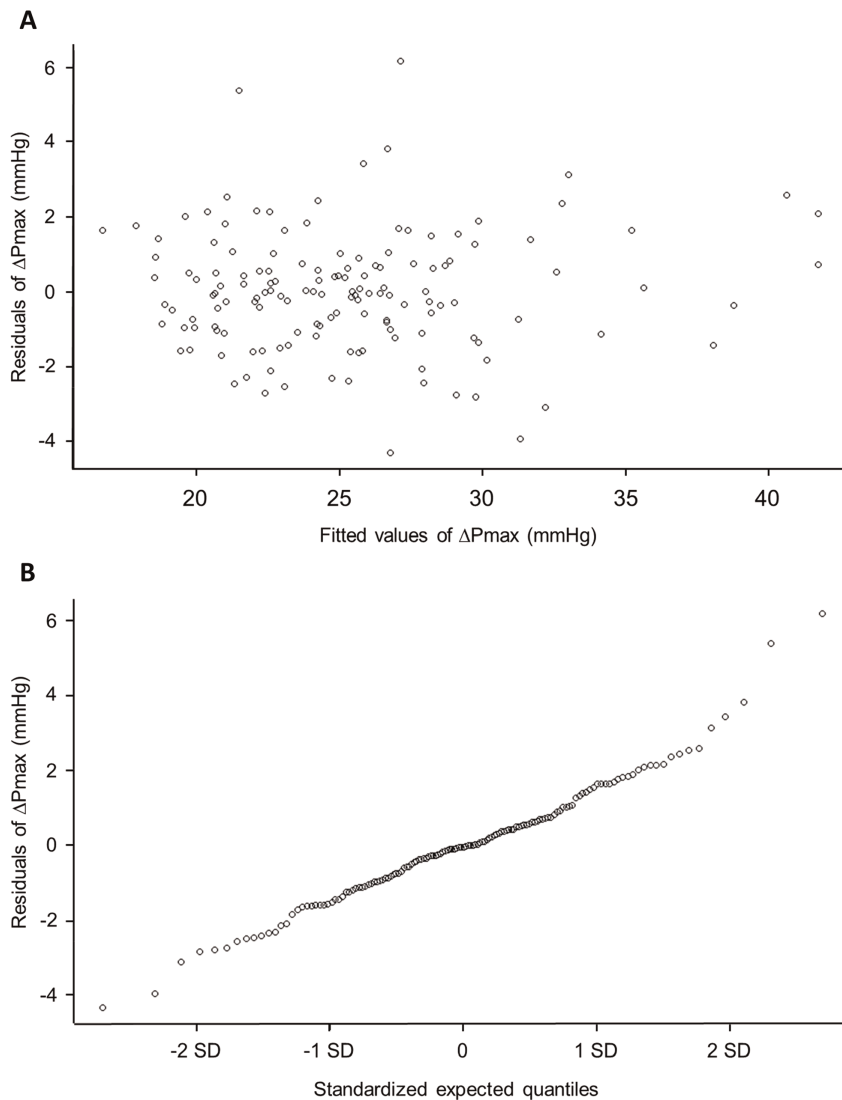 A
6
4
2
0
-2
-4
Residuals of ΔPmax (mmHg)
20 25 30 35 40
Fitted values of ΔPmax (mmHg)
B
6
4
2
0
-2
-4
Residuals of ΔPmax (mmHg)
-2 SD -1 SD 0 1 SD 2 SD
Standardized expected quantiles